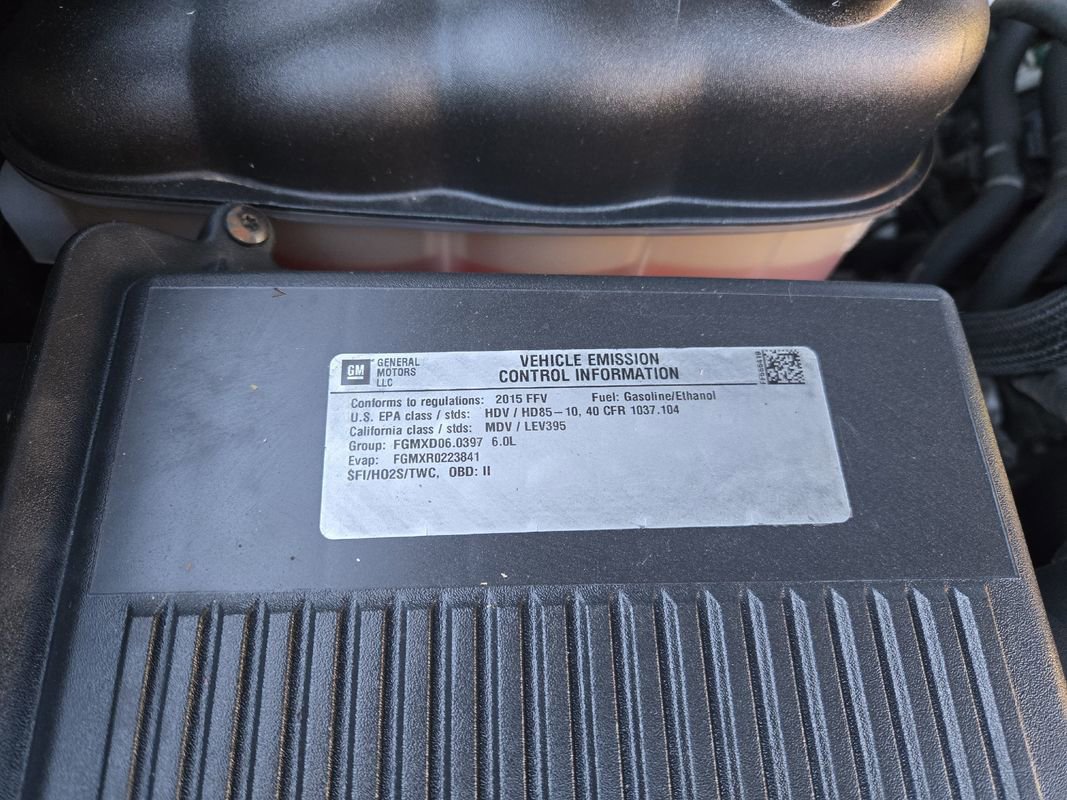 GM GENERAL MOTORS LLC
VEHICLE EMISSION
CONTROL INFORMATION
Conforms to regulations: 2015 FFV Fuel: Gasoline/Ethanol
U.S. EPA class / stds: HDV / HD85-10, 40 CFR 1037.104
California class / stds: MDV / LEV395
Group: FGMXD06.0397 6.0L
Evap: FGMXR0223841
SFI/HO2S/TWC, OBD: II